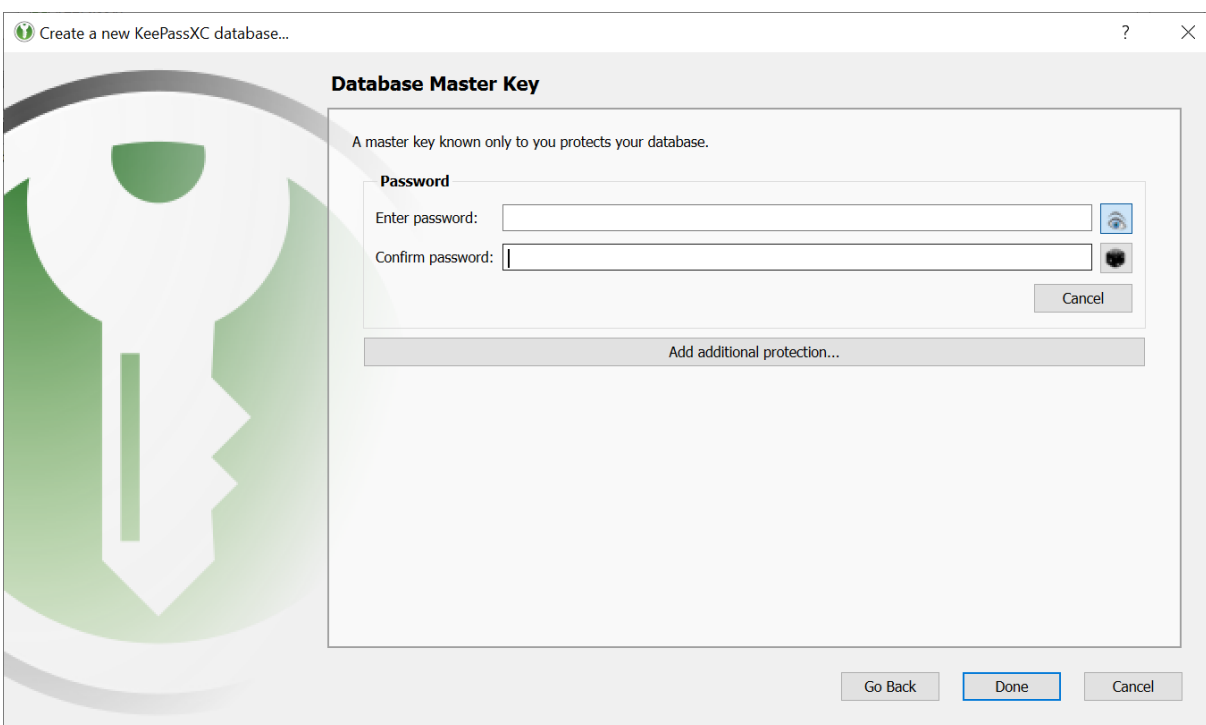 Create a new KeePassXC database...
?
Database Master Key
A master key known only to you protects your database.
Password
Enter password:
Confirm password:
Cancel
Add additional protection...
Go Back Done Cancel